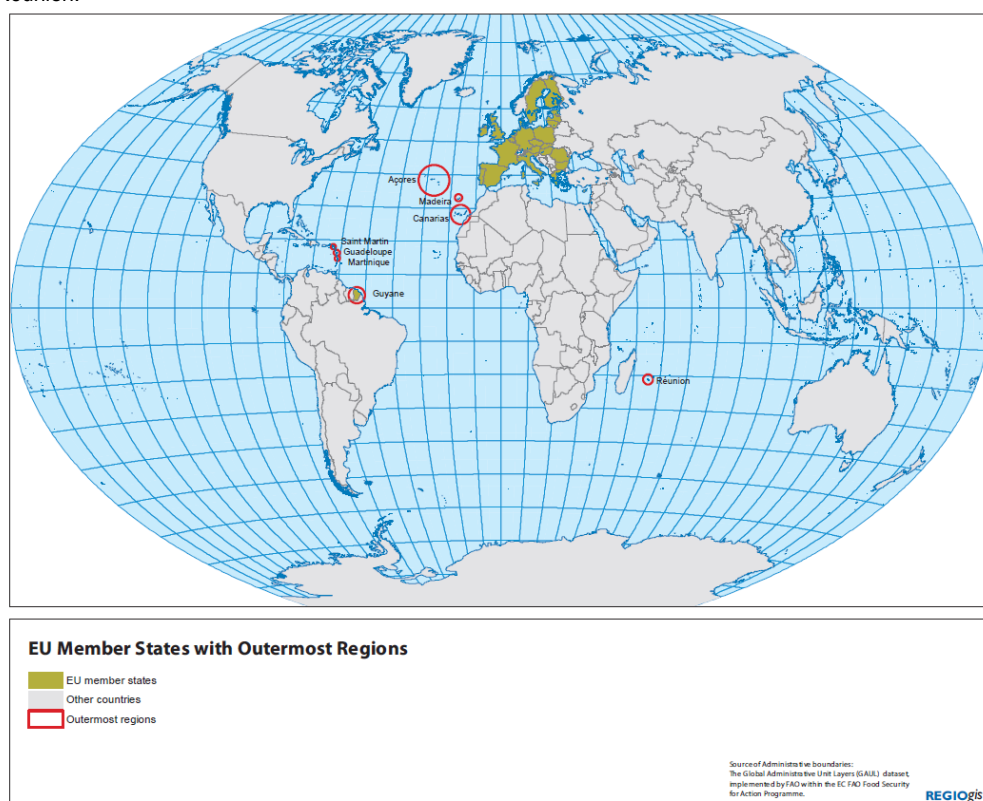 Açores
Madeira
Canarias
Saint Martin
Guadeloupe
Martinique
Guyane
Réunion
EU Member States with Outermost Regions
EU member states
Other countries
Outermost regions
Source of Administrative boundaries:
The Global Administrative Unit Layers (GAUL) dataset,
implemented by FAO within the EC FAO Food Security
for Action Programme.
REGIOgis